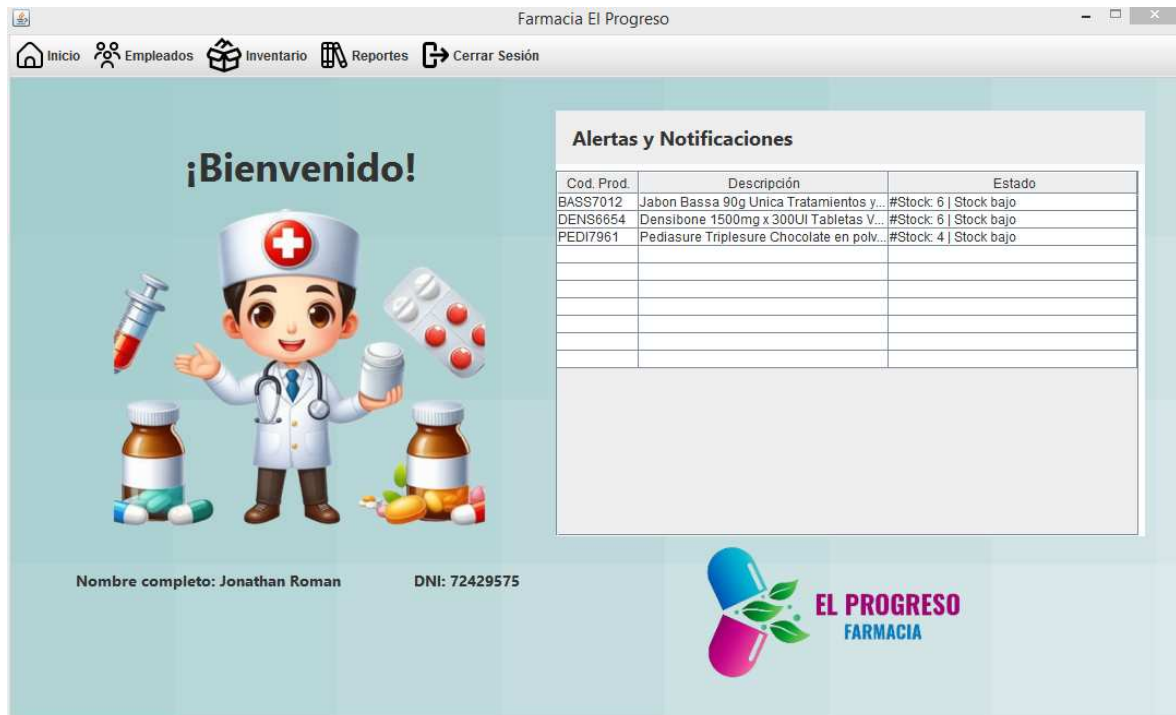 Farmacia El Progreso
Inicio Empleados Inventario Reportes Cerrar Sesión
¡Bienvenido!
Alertas y Notificaciones
Cod. Prod. Descripción Estado
BASS7012 Jabon Bassa 90g Unica Tratamientos y... #Stock: 6 | Stock bajo
DENS6654 Densibone 1500mg x 300UI Tabletas V... #Stock: 6 | Stock bajo
PEDI7961 Pediasure Triplesure Chocolate en polv... #Stock: 4 | Stock bajo
Nombre completo: Jonathan Roman DNI: 72429575
EL PROGRESO
FARMACIA